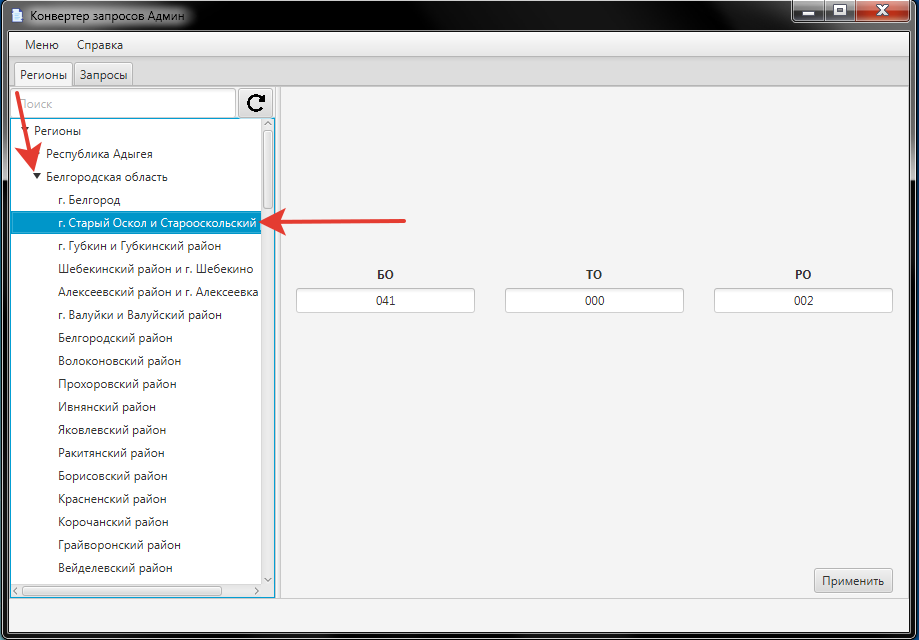 Конвертер запросов Админ
Меню Справка
Регионы Запросы
Поиск
Регионы
Республика Адыгея
Белгородская область
г. Белгород
г. Старый Оскол и Старооскольский
г. Губкин и Губкинский район
Шебекинский район и г. Шебекино
Алексеевский район и г. Алексеевка
г. Валуйки и Валуйский район
Белгородский район
Волоконовский район
Прохоровский район
Ивнянский район
Яковлевский район
Ракитянский район
Борисовский район
Красненский район
Корочанский район
Грайворонский район
Вейделевский район
БО ТО РО
041 000 002
Применить